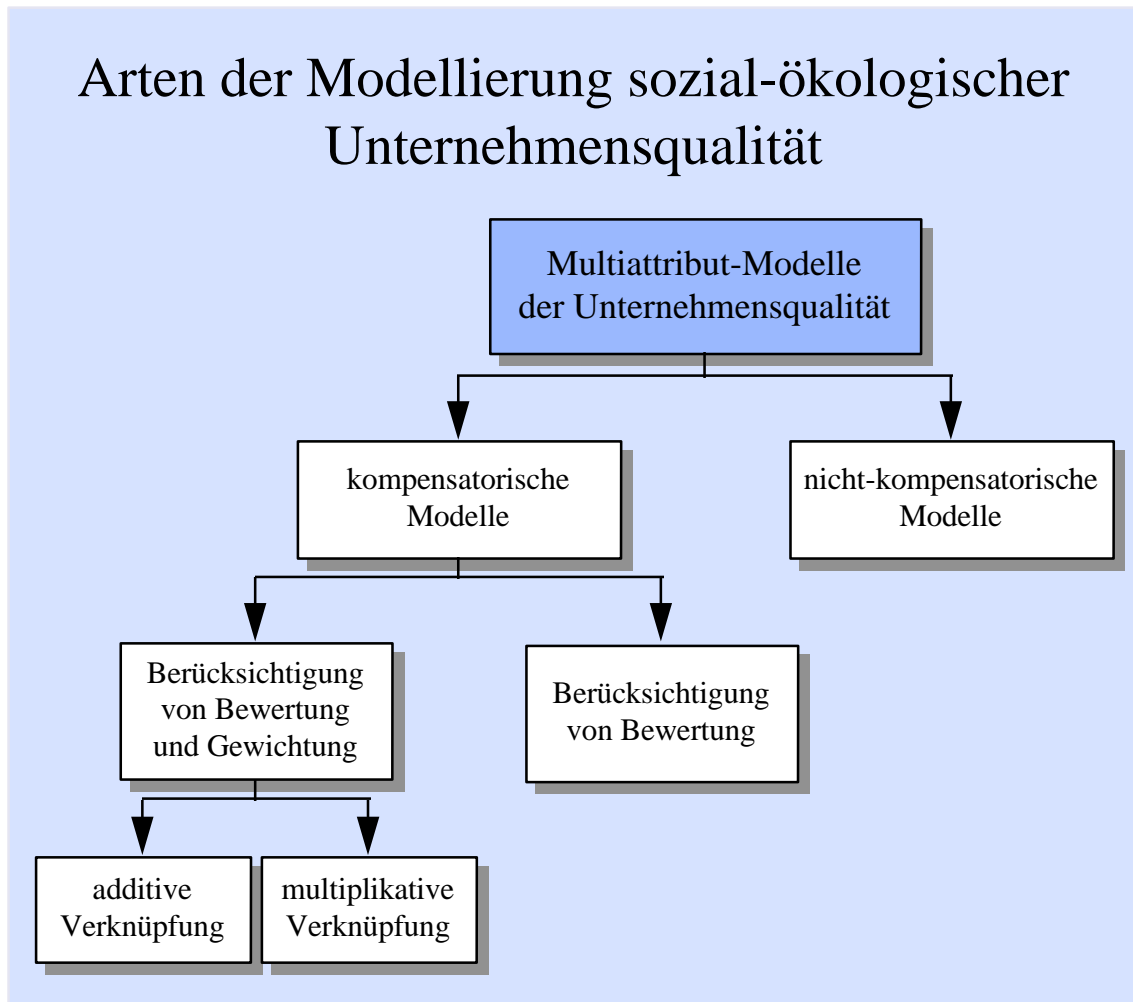 Arten der Modellierung sozial-ökologischer
Unternehmensqualität
Multiattribut-Modelle
der Unternehmensqualität
kompensatorische
Modelle
nicht-kompensatorische
Modelle
Berücksichtigung
von Bewertung
und Gewichtung
Berücksichtigung
von Bewertung
additive
Verknüpfung
multiplikative
Verknüpfung